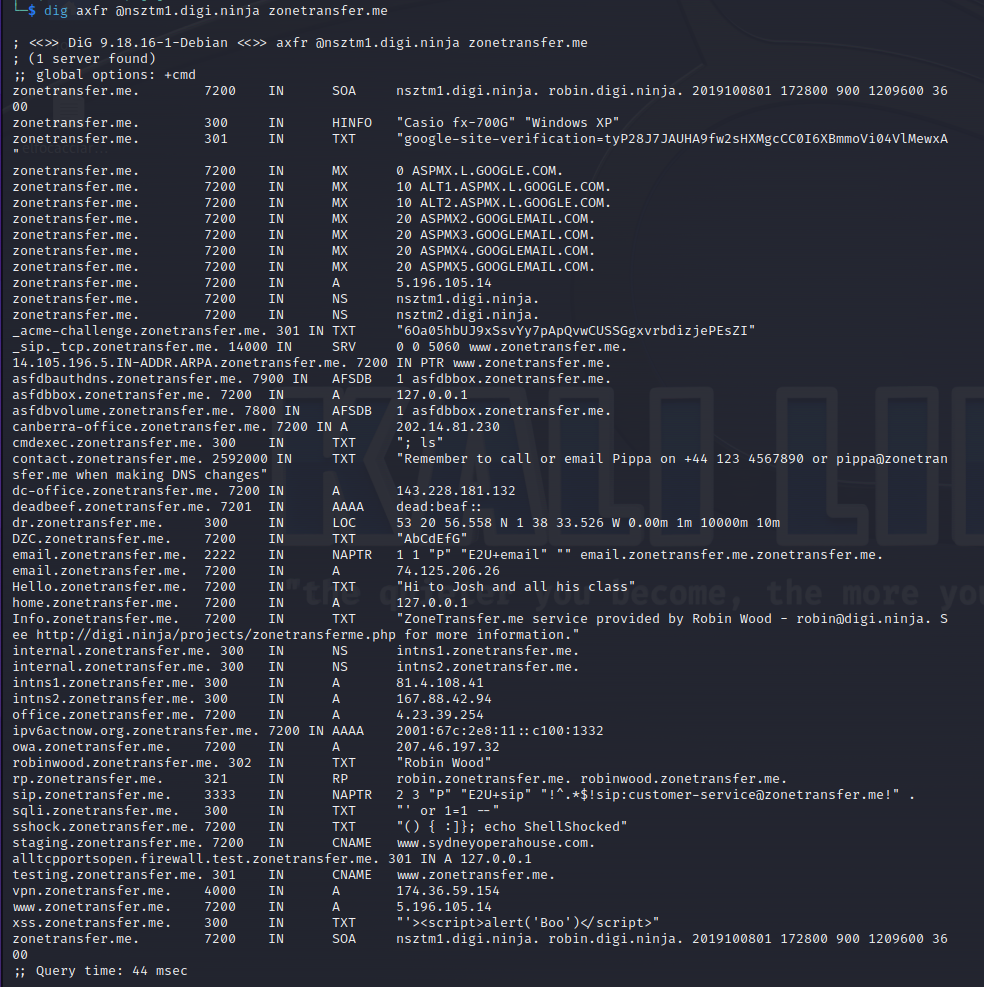 └─$ dig axfr @nsztm1.digi.ninja zonetransfer.me
; <<>> DiG 9.18.16-1-Debian <<>> axfr @nsztm1.digi.ninja zonetransfer.me
; (1 server found)
;; global options: +cmd
zonetransfer.me. 7200 IN SOA nsztm1.digi.ninja. robin.digi.ninja. 2019100801 172800 900 1209600 36
00
zonetransfer.me. 300 IN HINFO "Casio fx-700G" "Windows XP"
zonetransfer.me. 301 IN TXT "google-site-verification=tyP28J7JAUHA9fw2sHXMgcCC0I6XBmmoVi04VlMewxA
"
zonetransfer.me. 7200 IN MX 0 ASPMX.L.GOOGLE.COM.
zonetransfer.me. 7200 IN MX 10 ALT1.ASPMX.L.GOOGLE.COM.
zonetransfer.me. 7200 IN MX 10 ALT2.ASPMX.L.GOOGLE.COM.
zonetransfer.me. 7200 IN MX 20 ASPMX2.GOOGLEMAIL.COM.
zonetransfer.me. 7200 IN MX 20 ASPMX3.GOOGLEMAIL.COM.
zonetransfer.me. 7200 IN MX 20 ASPMX4.GOOGLEMAIL.COM.
zonetransfer.me. 7200 IN MX 20 ASPMX5.GOOGLEMAIL.COM.
zonetransfer.me. 7200 IN A 5.196.105.14
zonetransfer.me. 7200 IN NS nsztm1.digi.ninja.
zonetransfer.me. 7200 IN NS nsztm2.digi.ninja.
_acme-challenge.zonetransfer.me. 301 IN TXT "6Oa05hbUJ9xSsvYy7pApQvwCUSSGgxvrbdizjePEsZI"
_sip._tcp.zonetransfer.me. 14000 IN SRV 0 0 5060 www.zonetransfer.me.
14.105.196.5.IN-ADDR.ARPA.zonetransfer.me. 7200 IN PTR www.zonetransfer.me.
asfdbauthdns.zonetransfer.me. 7900 IN AFSDB 1 asfdbbox.zonetransfer.me.
asfdbbox.zonetransfer.me. 7200 IN A 127.0.0.1
asfdbvolume.zonetransfer.me. 7800 IN AFSDB 1 asfdbbox.zonetransfer.me.
canberra-office.zonetransfer.me. 7200 IN A 202.14.81.230
cmdexec.zonetransfer.me. 300 IN TXT "; ls"
contact.zonetransfer.me. 2592000 IN TXT "Remember to call or email Pippa on +44 123 4567890 or pippa@zonetran
sfer.me when making DNS changes"
dc-office.zonetransfer.me. 7200 IN A 143.228.181.132
deadbeef.zonetransfer.me. 7201 IN AAAA dead:beaf::
dr.zonetransfer.me. 300 IN LOC 53 20 56.558 N 1 38 33.526 W 0.00m 1m 10000m 10m
DZC.zonetransfer.me. 7200 IN TXT "AbCdEfG"
email.zonetransfer.me. 2222 IN NAPTR 1 1 "P" "E2U+email" "" email.zonetransfer.me.zonetransfer.me.
email.zonetransfer.me. 7200 IN A 74.125.206.26
Hello.zonetransfer.me. 7200 IN TXT "Hi to Josh and all his class"
home.zonetransfer.me. 7200 IN A 127.0.0.1
Info.zonetransfer.me. 7200 IN TXT "ZoneTransfer.me service provided by Robin Wood - robin@digi.ninja. S
ee http://digi.ninja/projects/zonetransferme.php for more information."
internal.zonetransfer.me. 300 IN NS intns1.zonetransfer.me.
internal.zonetransfer.me. 300 IN NS intns2.zonetransfer.me.
intns1.zonetransfer.me. 300 IN A 81.4.108.41
intns2.zonetransfer.me. 300 IN A 167.88.42.94
office.zonetransfer.me. 7200 IN A 4.23.39.254
ipv6actnow.org.zonetransfer.me. 7200 IN AAAA 2001:67c:2e8:11::c100:1332
owa.zonetransfer.me. 7200 IN A 207.46.197.32
robinwood.zonetransfer.me. 302 IN TXT "Robin Wood"
rp.zonetransfer.me. 321 IN RP robin.zonetransfer.me. robinwood.zonetransfer.me.
sip.zonetransfer.me. 3333 IN NAPTR 2 3 "P" "E2U+sip" "!^.*$!sip:customer-service@zonetransfer.me!" .
sqli.zonetransfer.me. 300 IN TXT "' or 1=1 --"
sshock.zonetransfer.me. 7200 IN TXT "() { :]}; echo ShellShocked"
staging.zonetransfer.me. 7200 IN CNAME www.sydneyoperahouse.com.
alltcpportsopen.firewall.test.zonetransfer.me. 301 IN A 127.0.0.1
testing.zonetransfer.me. 301 IN CNAME www.zonetransfer.me.
vpn.zonetransfer.me. 4000 IN A 174.36.59.154
www.zonetransfer.me. 7200 IN A 5.196.105.14
xss.zonetransfer.me. 300 IN TXT "'><script>alert('Boo')</script>"
zonetransfer.me. 7200 IN SOA nsztm1.digi.ninja. robin.digi.ninja. 2019100801 172800 900 1209600 36
00
;; Query time: 44 msec
KALI LI
"the quieter you become, the more yo